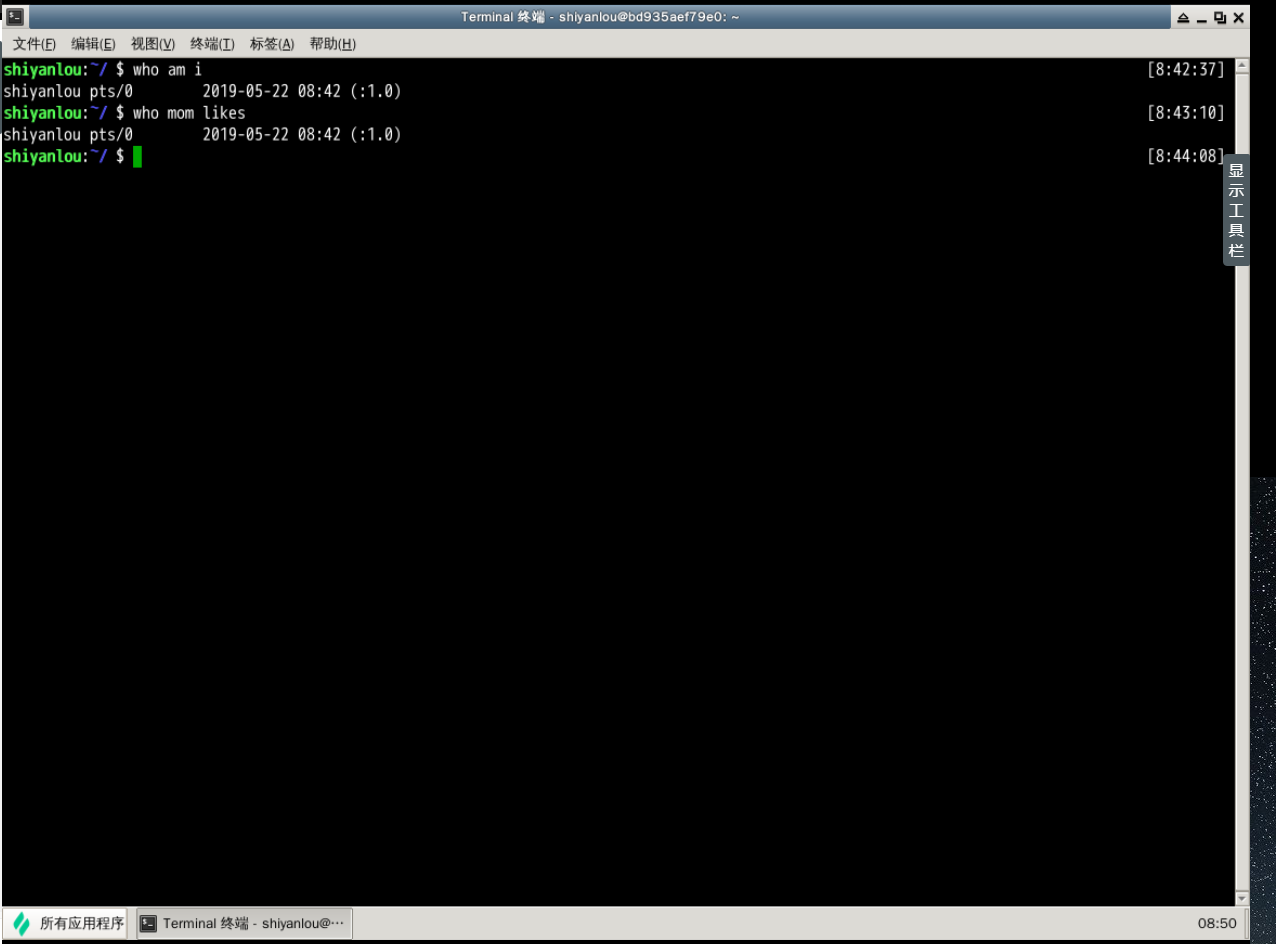 Terminal 终端 - shiyanlou@bd935aef79e0: ~
文件(F) 编辑(E) 视图(V) 终端(T) 标签(A) 帮助(H)
shiyanlou:~/ $ who am i [8:42:37]
shiyanlou pts/0 2019-05-22 08:42 (:1.0)
shiyanlou:~/ $ who mom likes [8:43:10]
shiyanlou pts/0 2019-05-22 08:42 (:1.0)
shiyanlou:~/ $ [8:44:08]
显示工具栏
所有应用程序 Terminal 终端 - shiyanlou@··· 08:50